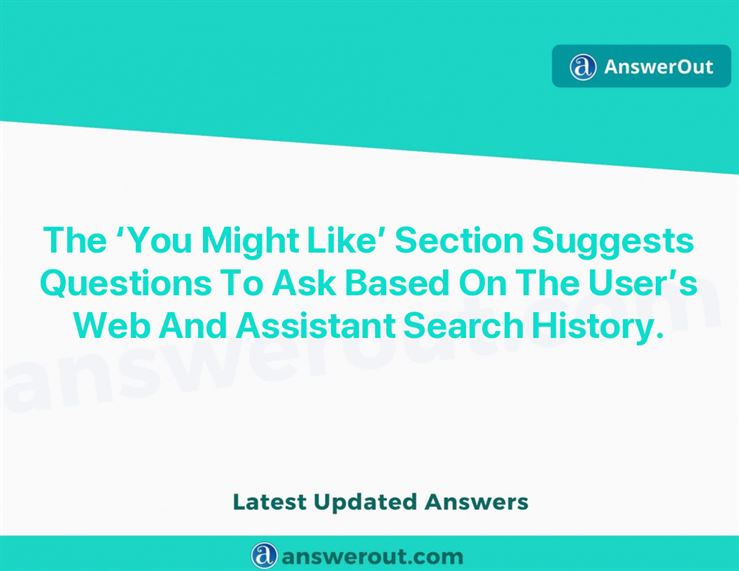 AnswerOut
The ‘You Might Like’ Section Suggests
Questions To Ask Based On The User’s
Web And Assistant Search History.
answerout.com
Latest Updated Answers
answerout.com